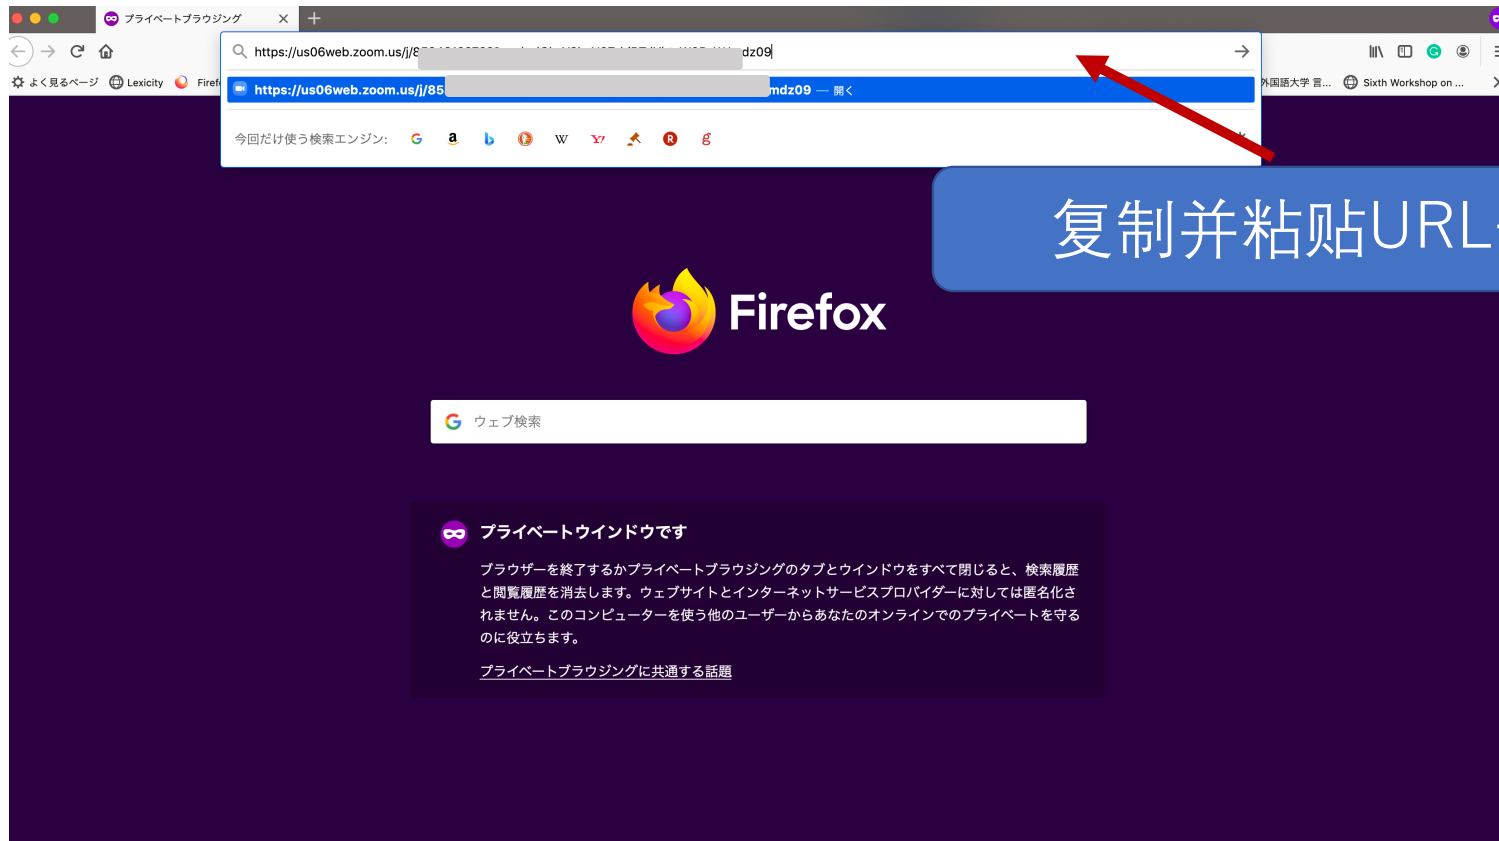 プライベートブラウジング
https://us06web.zoom.us/j/8 dz09
よく見るページ Lexicity Firef 外国語大学 言... Sixth Workshop on ...
https://us06web.zoom.us/j/85 mdz09 — 開く
今回だけ使う検索エンジン:
复制并粘贴URL
Firefox
ウェブ検索
プライベートウインドウです
ブラウザーを終了するかプライベートブラウジングのタブとウインドウをすべて閉じると、検索履歴
と閲覧履歴を消去します。ウェブサイトとインターネットサービスプロバイダーに対しては匿名化さ
れません。このコンピューターを使う他のユーザーからあなたのオンラインでのプライベートを守る
のに役立ちます。
プライベートブラウジングに共通する話題